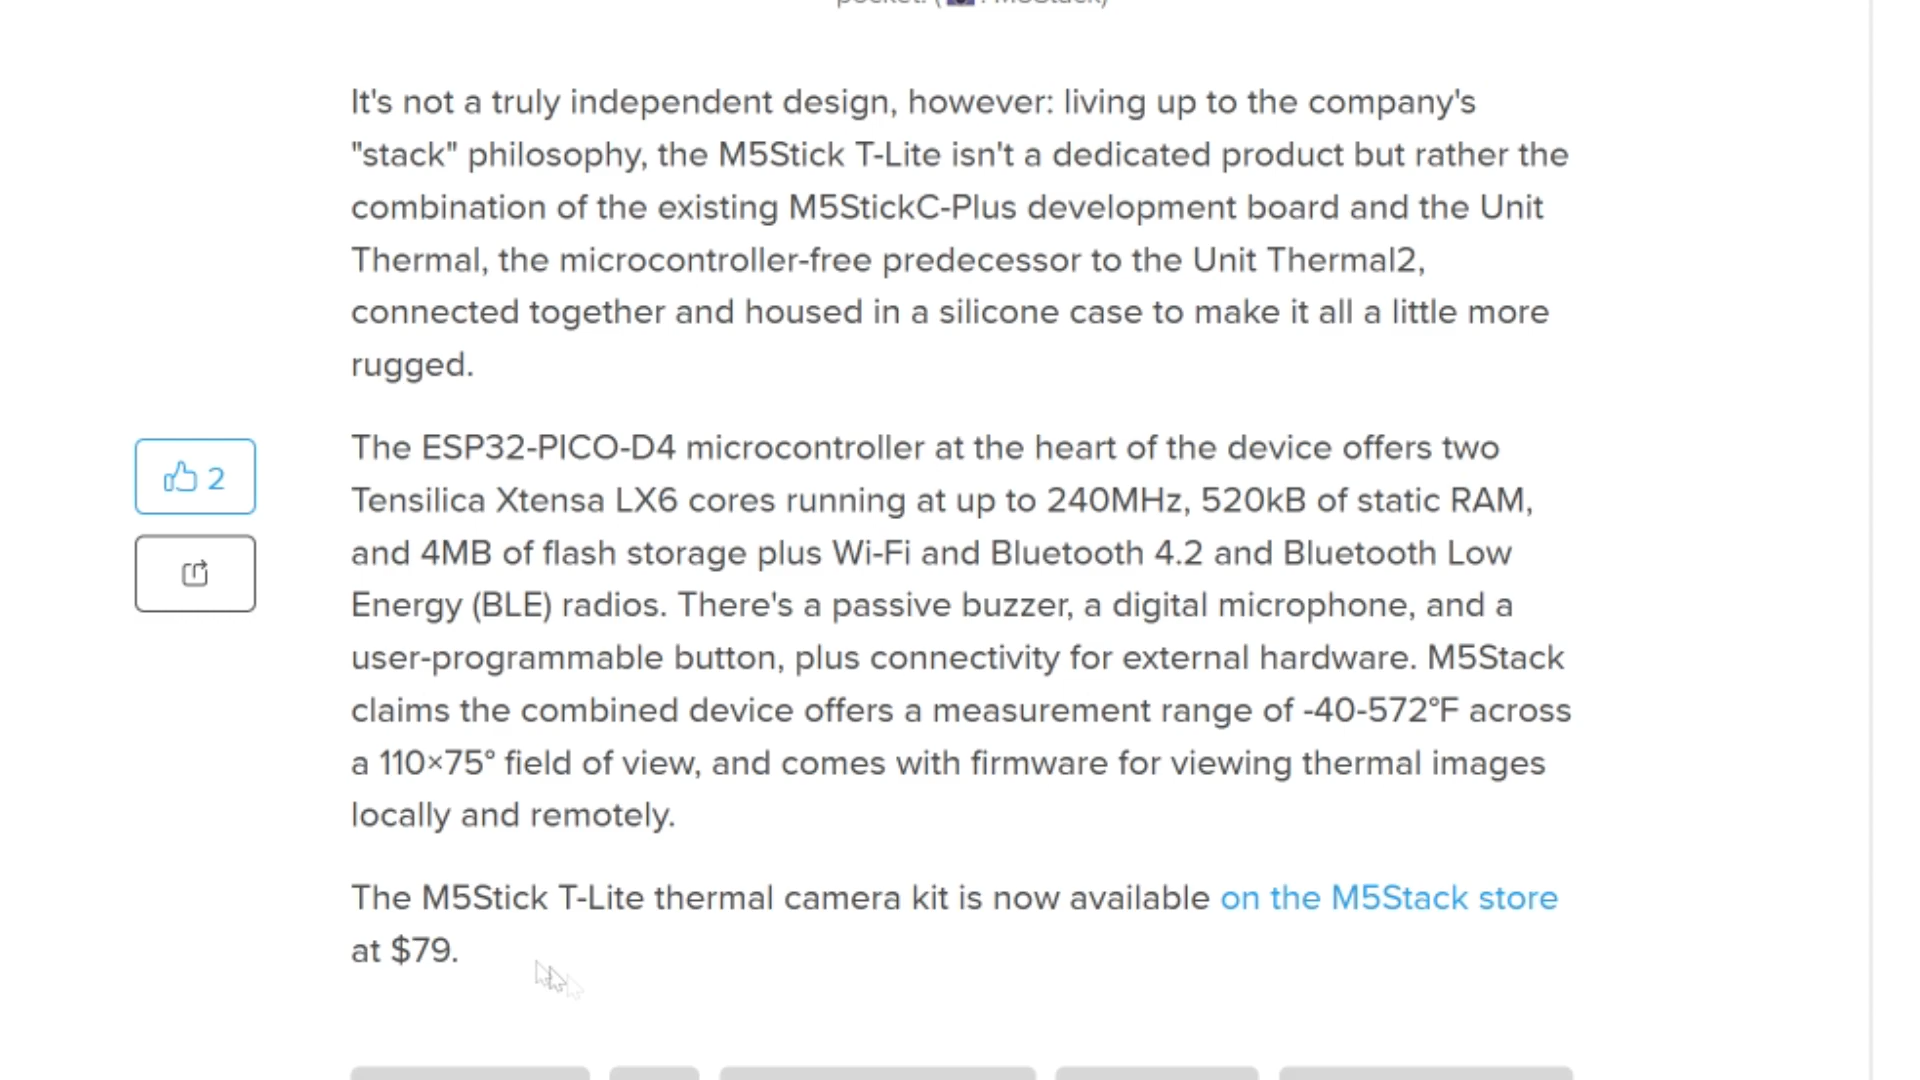 It's not a truly independent design, however: living up to the company's
"stack" philosophy, the M5Stick T-Lite isn't a dedicated product but rather the
combination of the existing M5StickC-Plus development board and the Unit
Thermal, the microcontroller-free predecessor to the Unit Thermal2,
connected together and housed in a silicone case to make it all a little more
rugged.
The ESP32-PICO-D4 microcontroller at the heart of the device offers two
Tensilica Xtensa LX6 cores running at up to 240MHz, 520kB of static RAM,
2
and 4MB of flash storage plus Wi-Fi and Bluetooth 4.2 and Bluetooth Low
Energy (BLE) radios. There's a passive buzzer, a digital microphone, and a
user-programmable button, plus connectivity for external hardware. M5Stack
claims the combined device offers a measurement range of -40-572°F across
a 110×75° field of view, and comes with firmware for viewing thermal images
locally and remotely.
The M5Stick T-Lite thermal camera kit is now available on the M5Stack store
at $79.